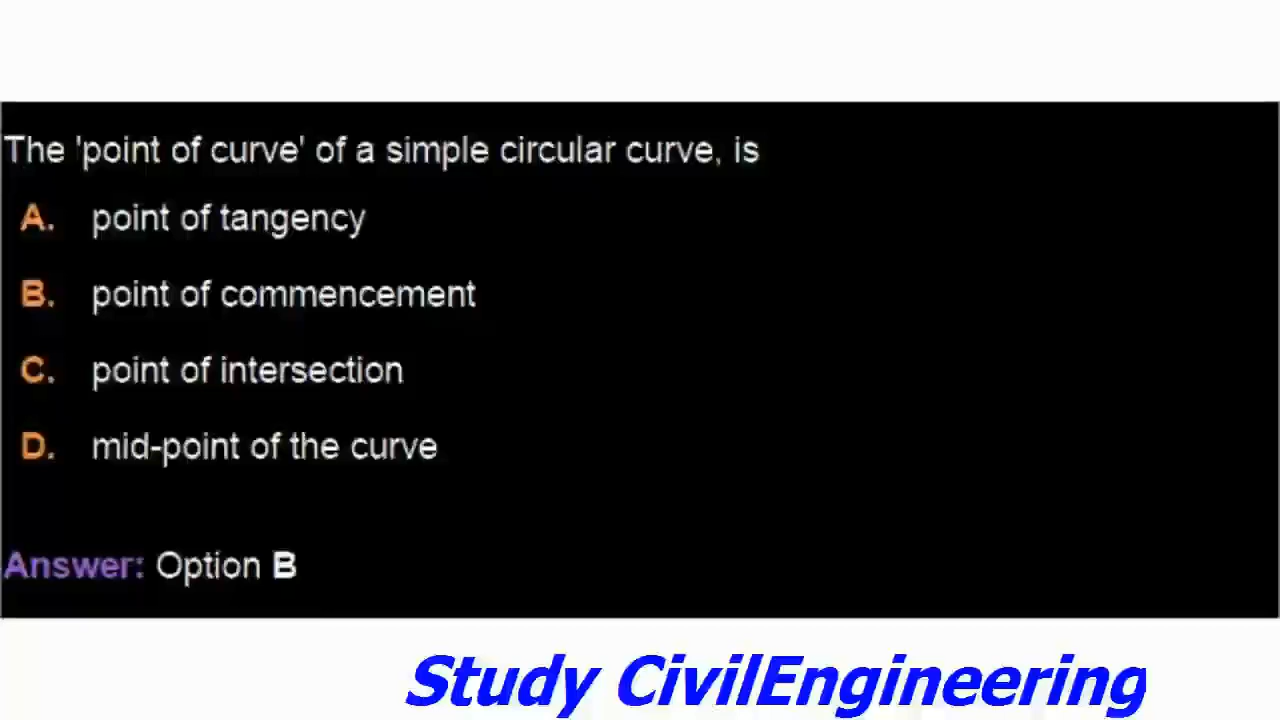 The 'point of curve' of a simple circular curve, is
A. point of tangency
B. point of commencement
C. point of intersection
D. mid-point of the curve
Answer: Option B
Study CivilEngineering